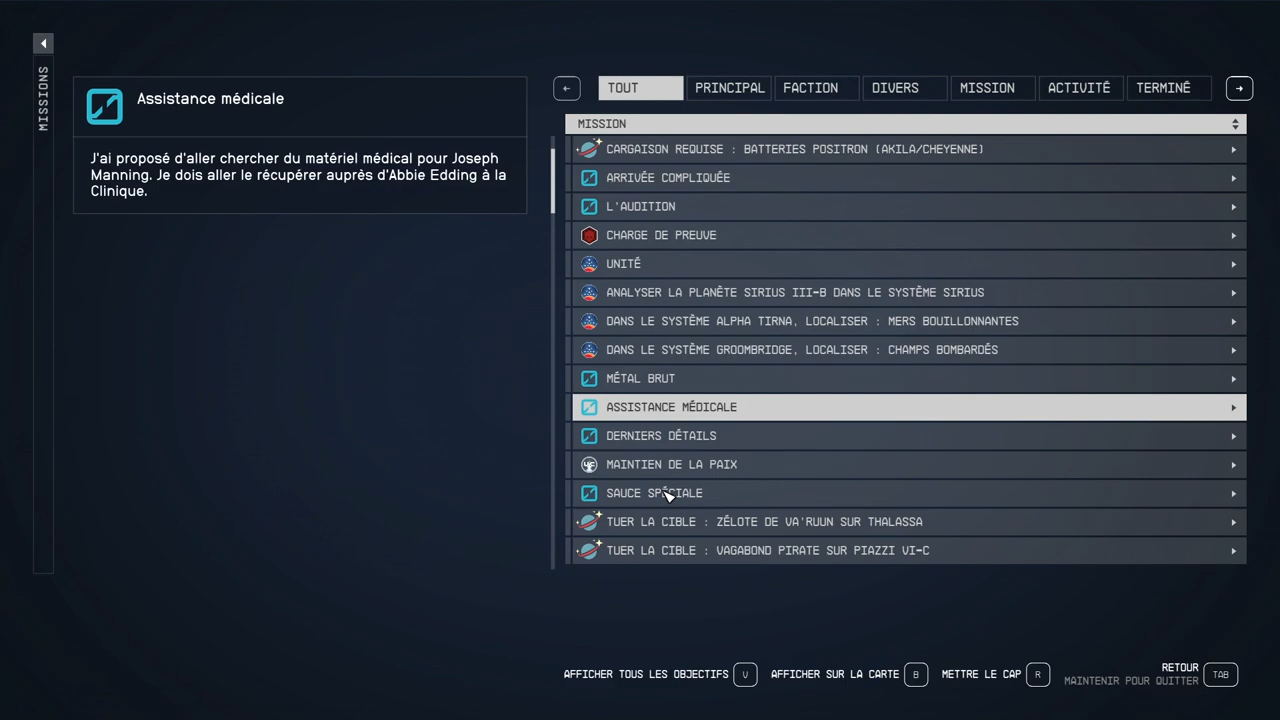 MISSIONS
Assistance médicale
J'ai proposé d'aller chercher du matériel médical pour Joseph
Manning. Je dois aller le récupérer auprès d'Abbie Edding à la
Clinique.
TOUT PRINCIPAL FACTION DIVERS MISSION ACTIVITÉ TERMINÉ
MISSION
CARGAISON REQUISE : BATTERIES POSITRON (AKILA/CHEYENNE)
ARRIVÉE COMPLIQUÉE
L'AUDITION
CHARGE DE PREUVE
UNITÉ
ANALYSER LA PLANÈTE SIRIUS III-B DANS LE SYSTÈME SIRIUS
DANS LE SYSTÈME ALPHA TIRNA, LOCALISER : MERS BOUILLONNANTES
DANS LE SYSTÈME GROOMBRIDGE, LOCALISER : CHAMPS BOMBARDÉS
MÉTAL BRUT
ASSISTANCE MÉDICALE
DERNIERS DÉTAILS
MAINTIEN DE LA PAIX
SAUCE SPÉCIALE
TUER LA CIBLE : ZÉLOTE DE VA'RUUN SUR THALASSA
TUER LA CIBLE : VAGABOND PIRATE SUR PIAZZI VI-C
AFFICHER TOUS LES OBJECTIFS V AFFICHER SUR LA CARTE B METTRE LE CAP R RETOUR
MAINTENIR POUR QUITTER TAB